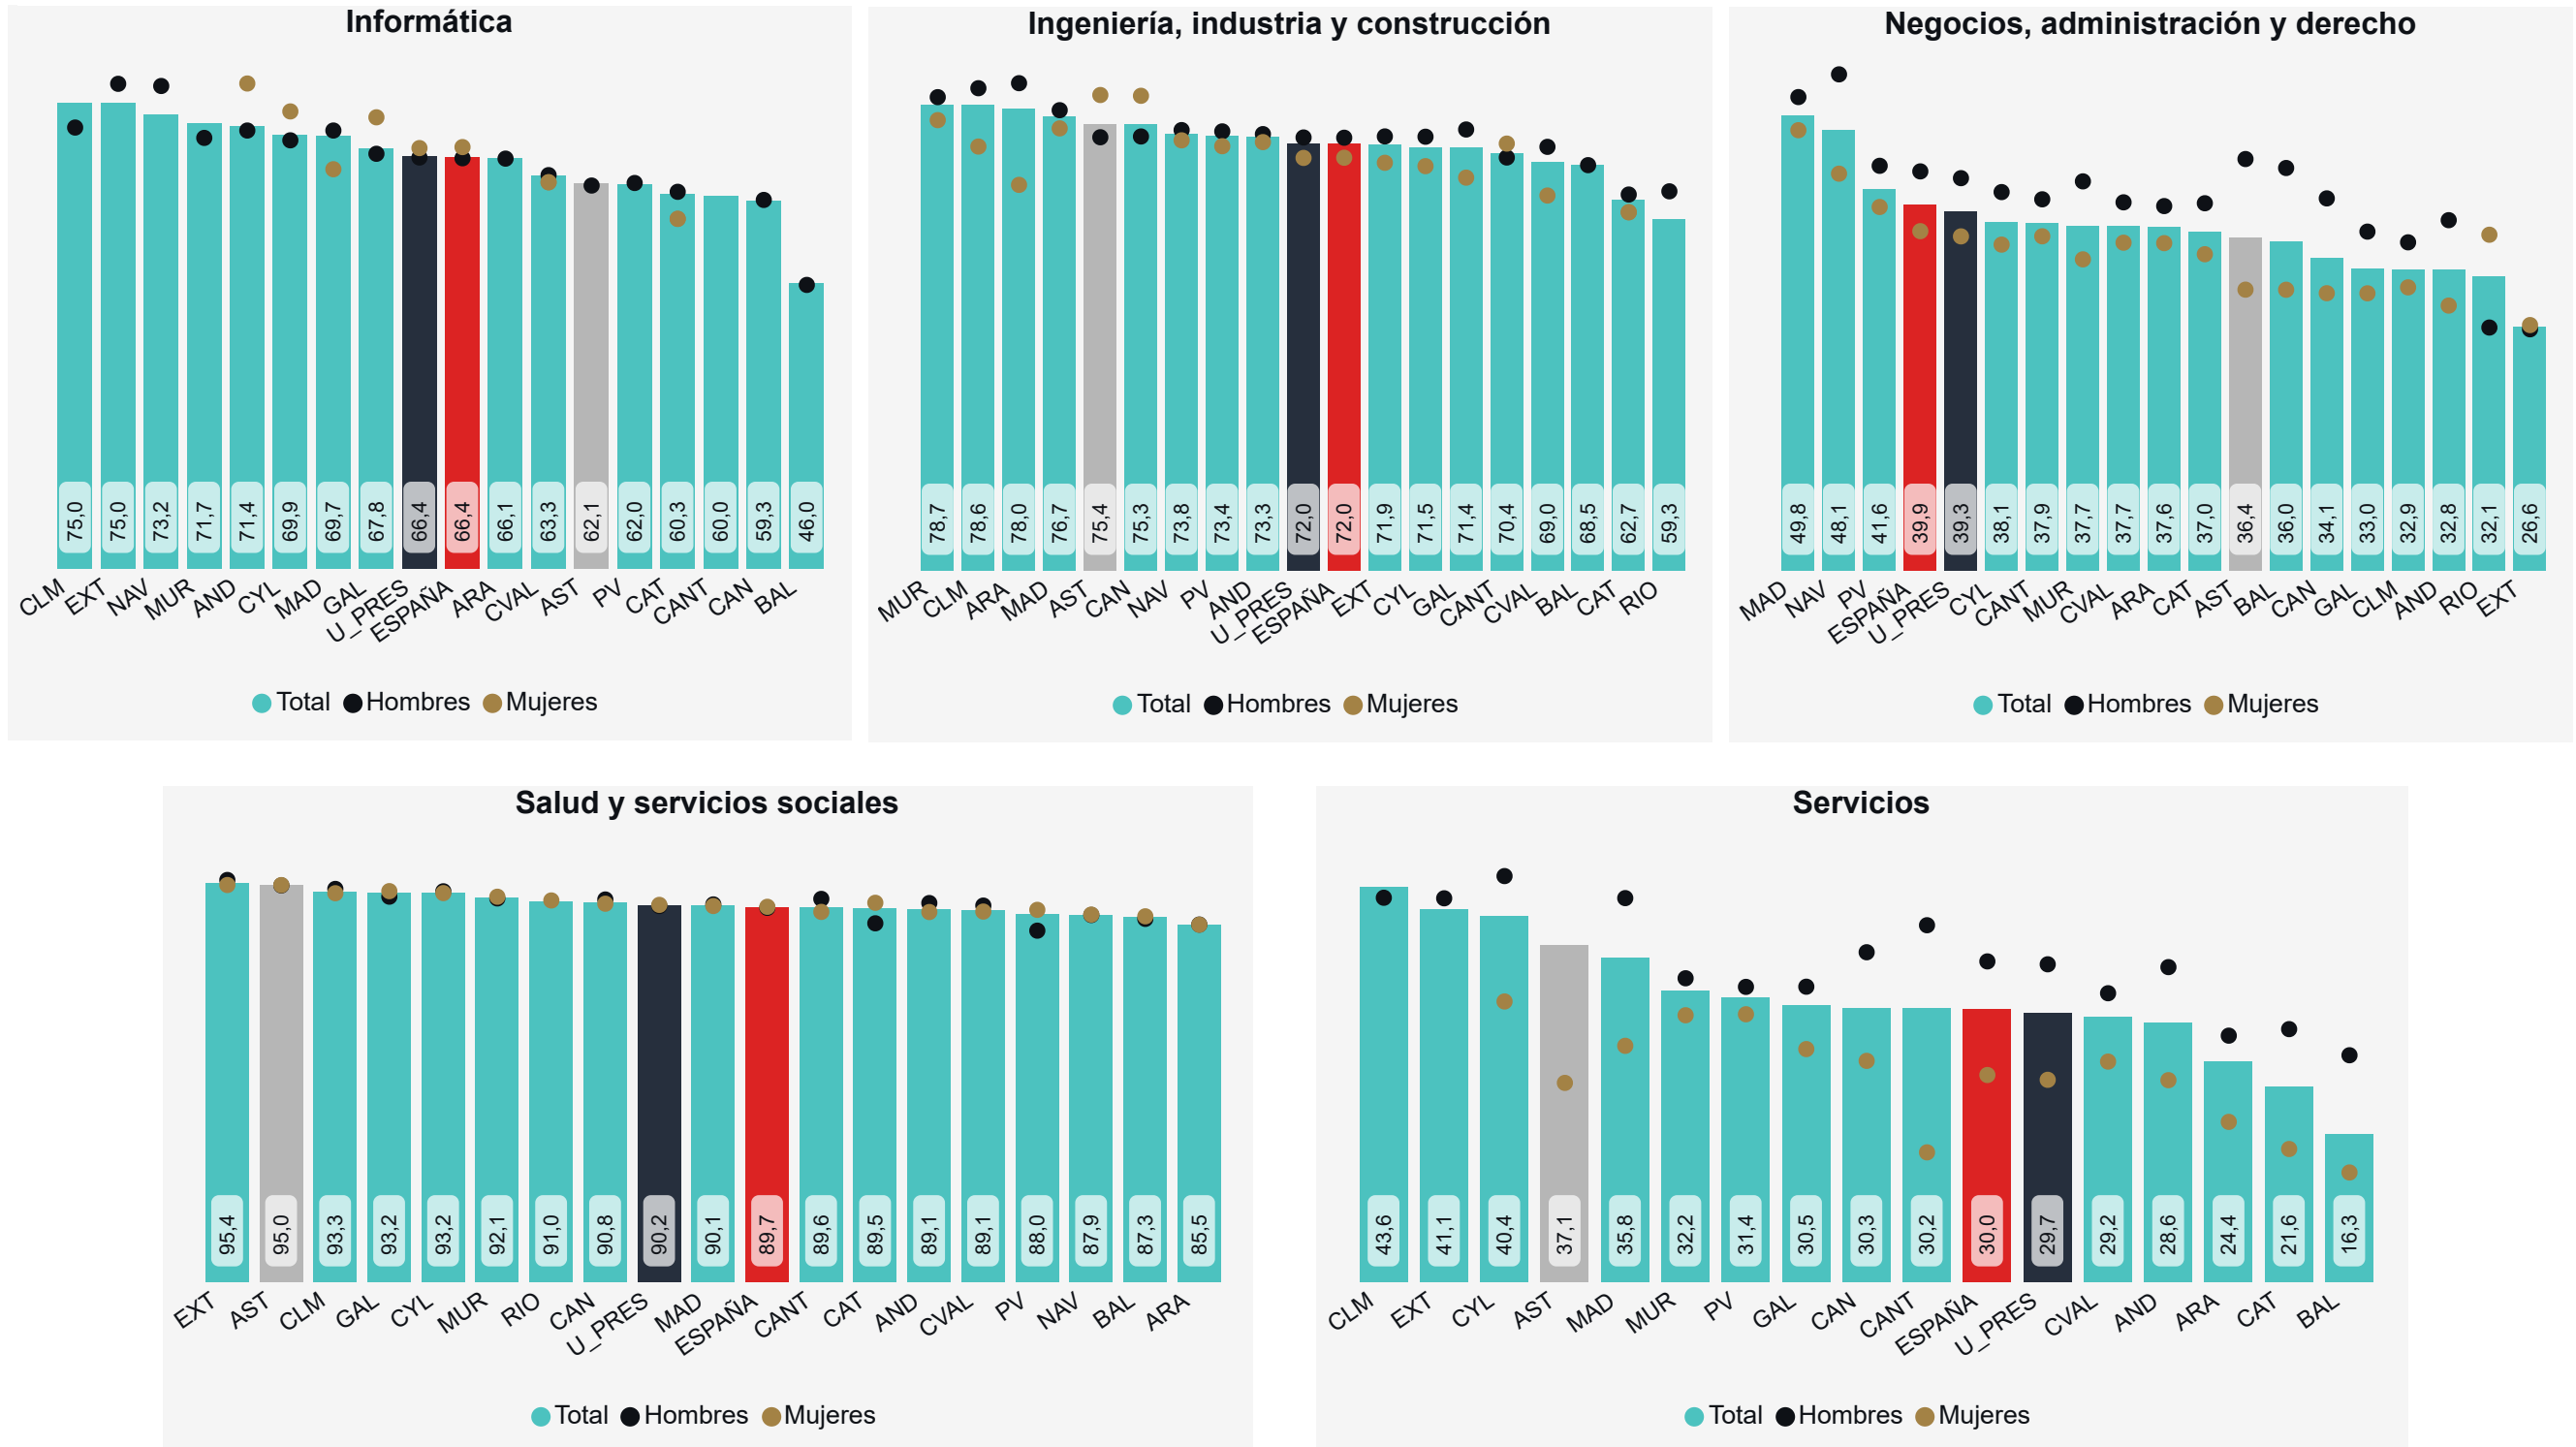 Informática
75,0 75,0 73,2 71,7 71,4 69,9 69,7 67,8 66,4 66,4 66,1 63,3 62,1 62,0 60,3 60,0 59,3 46,0
CLM EXT NAV MUR AND CYL MAD GAL U_PRES ESPAÑA ARA CVAL AST PV CAT CANT CAN BAL
Total Hombres Mujeres
Ingeniería, industria y construcción
78,7 78,6 78,0 76,7 75,4 75,3 73,8 73,4 73,3 72,0 72,0 71,9 71,5 71,4 70,4 69,0 68,5 62,7 59,3
MUR CLM ARA MAD AST CAN NAV PV AND U_PRES ESPAÑA EXT CYL GAL CANT CVAL BAL CAT RIO
Total Hombres Mujeres
Negocios, administración y derecho
49,8 48,1 41,6 39,9 39,3 38,1 37,9 37,7 37,7 37,6 37,0 36,4 36,0 34,1 33,0 32,9 32,8 32,1 26,6
MAD NAV PV ESPAÑA U_PRES CYL CANT MUR CVAL ARA CAT AST BAL CAN GAL CLM AND RIO EXT
Total Hombres Mujeres
Salud y servicios sociales
95,4 95,0 93,3 93,2 93,2 92,1 91,0 90,8 90,2 90,1 89,7 89,6 89,5 89,1 89,1 88,0 87,9 87,3 85,5
EXT AST CLM GAL CYL MUR RIO CAN U_PRES MAD ESPAÑA CANT CAT AND CVAL PV NAV BAL ARA
Total Hombres Mujeres
Servicios
43,6 41,1 40,4 37,1 35,8 32,2 31,4 30,5 30,3 30,2 30,0 29,7 29,2 28,6 24,4 21,6 16,3
CLM EXT CYL AST MAD MUR PV GAL CAN CANT ESPAÑA U_PRES CVAL AND ARA CAT BAL
Total Hombres Mujeres